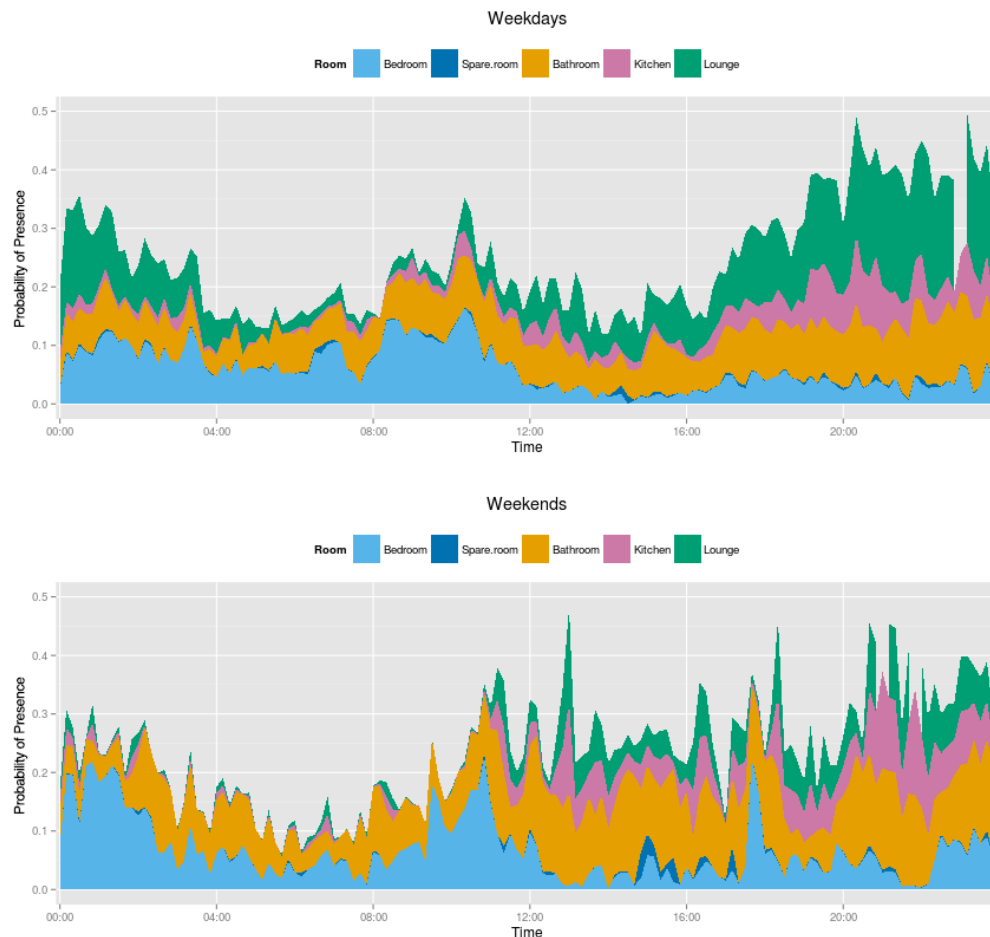 Weekdays
Room Bedroom Spare.room Bathroom Kitchen Lounge
Probability of Presence
0.5
0.4
0.3
0.2
0.1
0.0
00:00 04:00 08:00 12:00 16:00 20:00
Time
Weekends
Room Bedroom Spare.room Bathroom Kitchen Lounge
Probability of Presence
0.5
0.4
0.3
0.2
0.1
0.0
00:00 04:00 08:00 12:00 16:00 20:00
Time